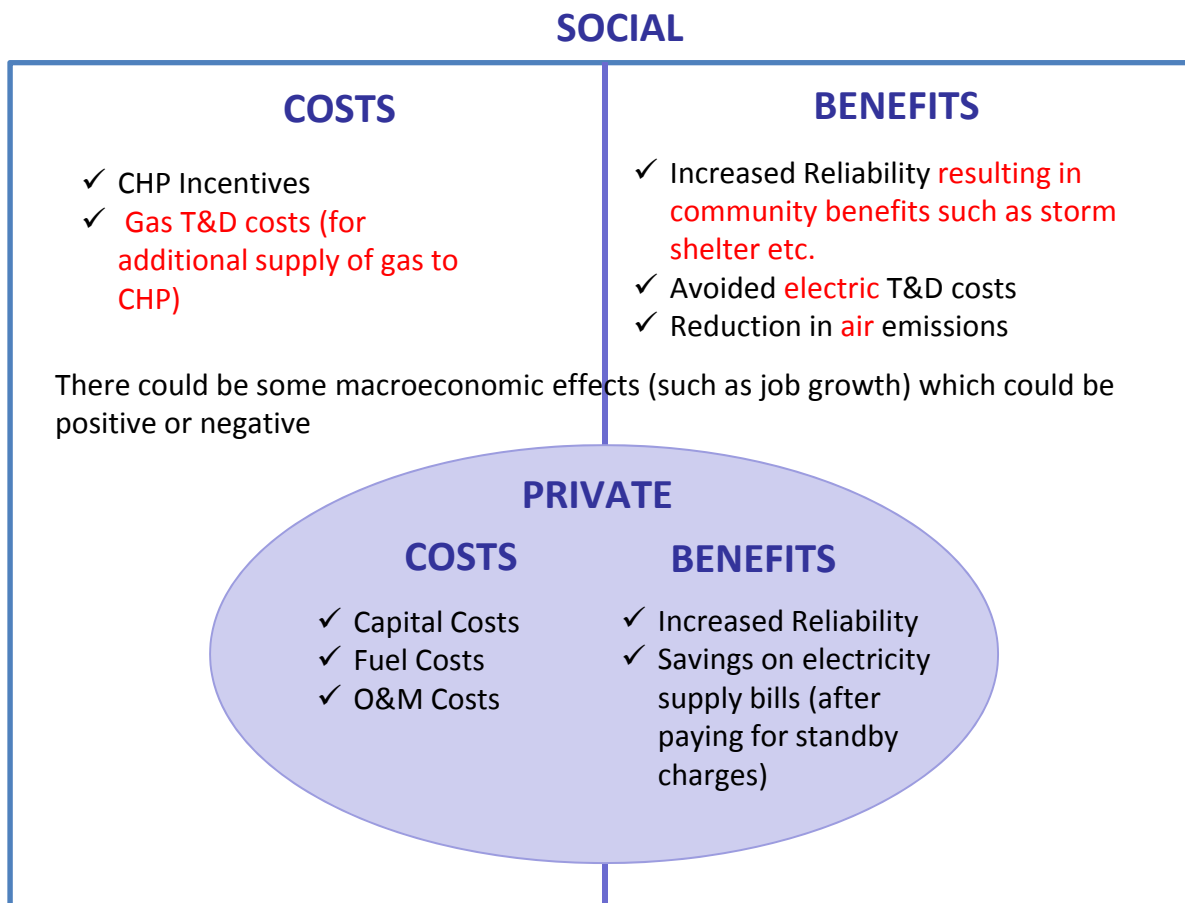 SOCIAL
COSTS
✓ CHP Incentives
✓ Gas T&D costs (for
additional supply of gas to
CHP)
BENEFITS
✓ Increased Reliability resulting in
community benefits such as storm
shelter etc.
✓ Avoided electric T&D costs
✓ Reduction in air emissions
There could be some macroeconomic effects (such as job growth) which could be
positive or negative
PRIVATE
COSTS
✓ Capital Costs
✓ Fuel Costs
✓ O&M Costs
BENEFITS
✓ Increased Reliability
✓ Savings on electricity
supply bills (after
paying for standby
charges)